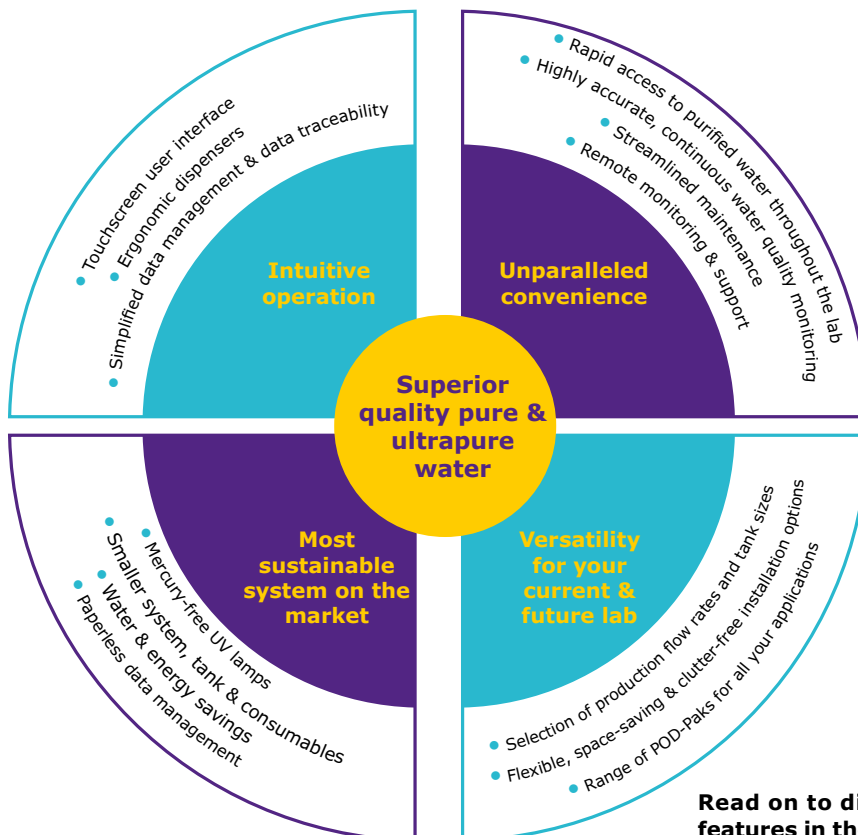 Touchscreen user interface
Ergonomic dispensers
Simplified data management & data traceability
Intuitive
operation
Rapid access to purified water throughout the lab
Highly accurate, continuous water quality monitoring
Streamlined maintenance
Remote monitoring & support
Unparalleled
convenience
Superior
quality pure &
ultrapure
water
Most
sustainable
system on the
market
Mercury-free UV lamps
Smaller system, tank & consumables
Water & energy savings
Paperless data management
Versatility
for your
current &
future lab
Selection of production flow rates and tank sizes
Flexible, space-saving & clutter-free installation options
Range of POD-Paks for all your applications
Read on to di
features in th